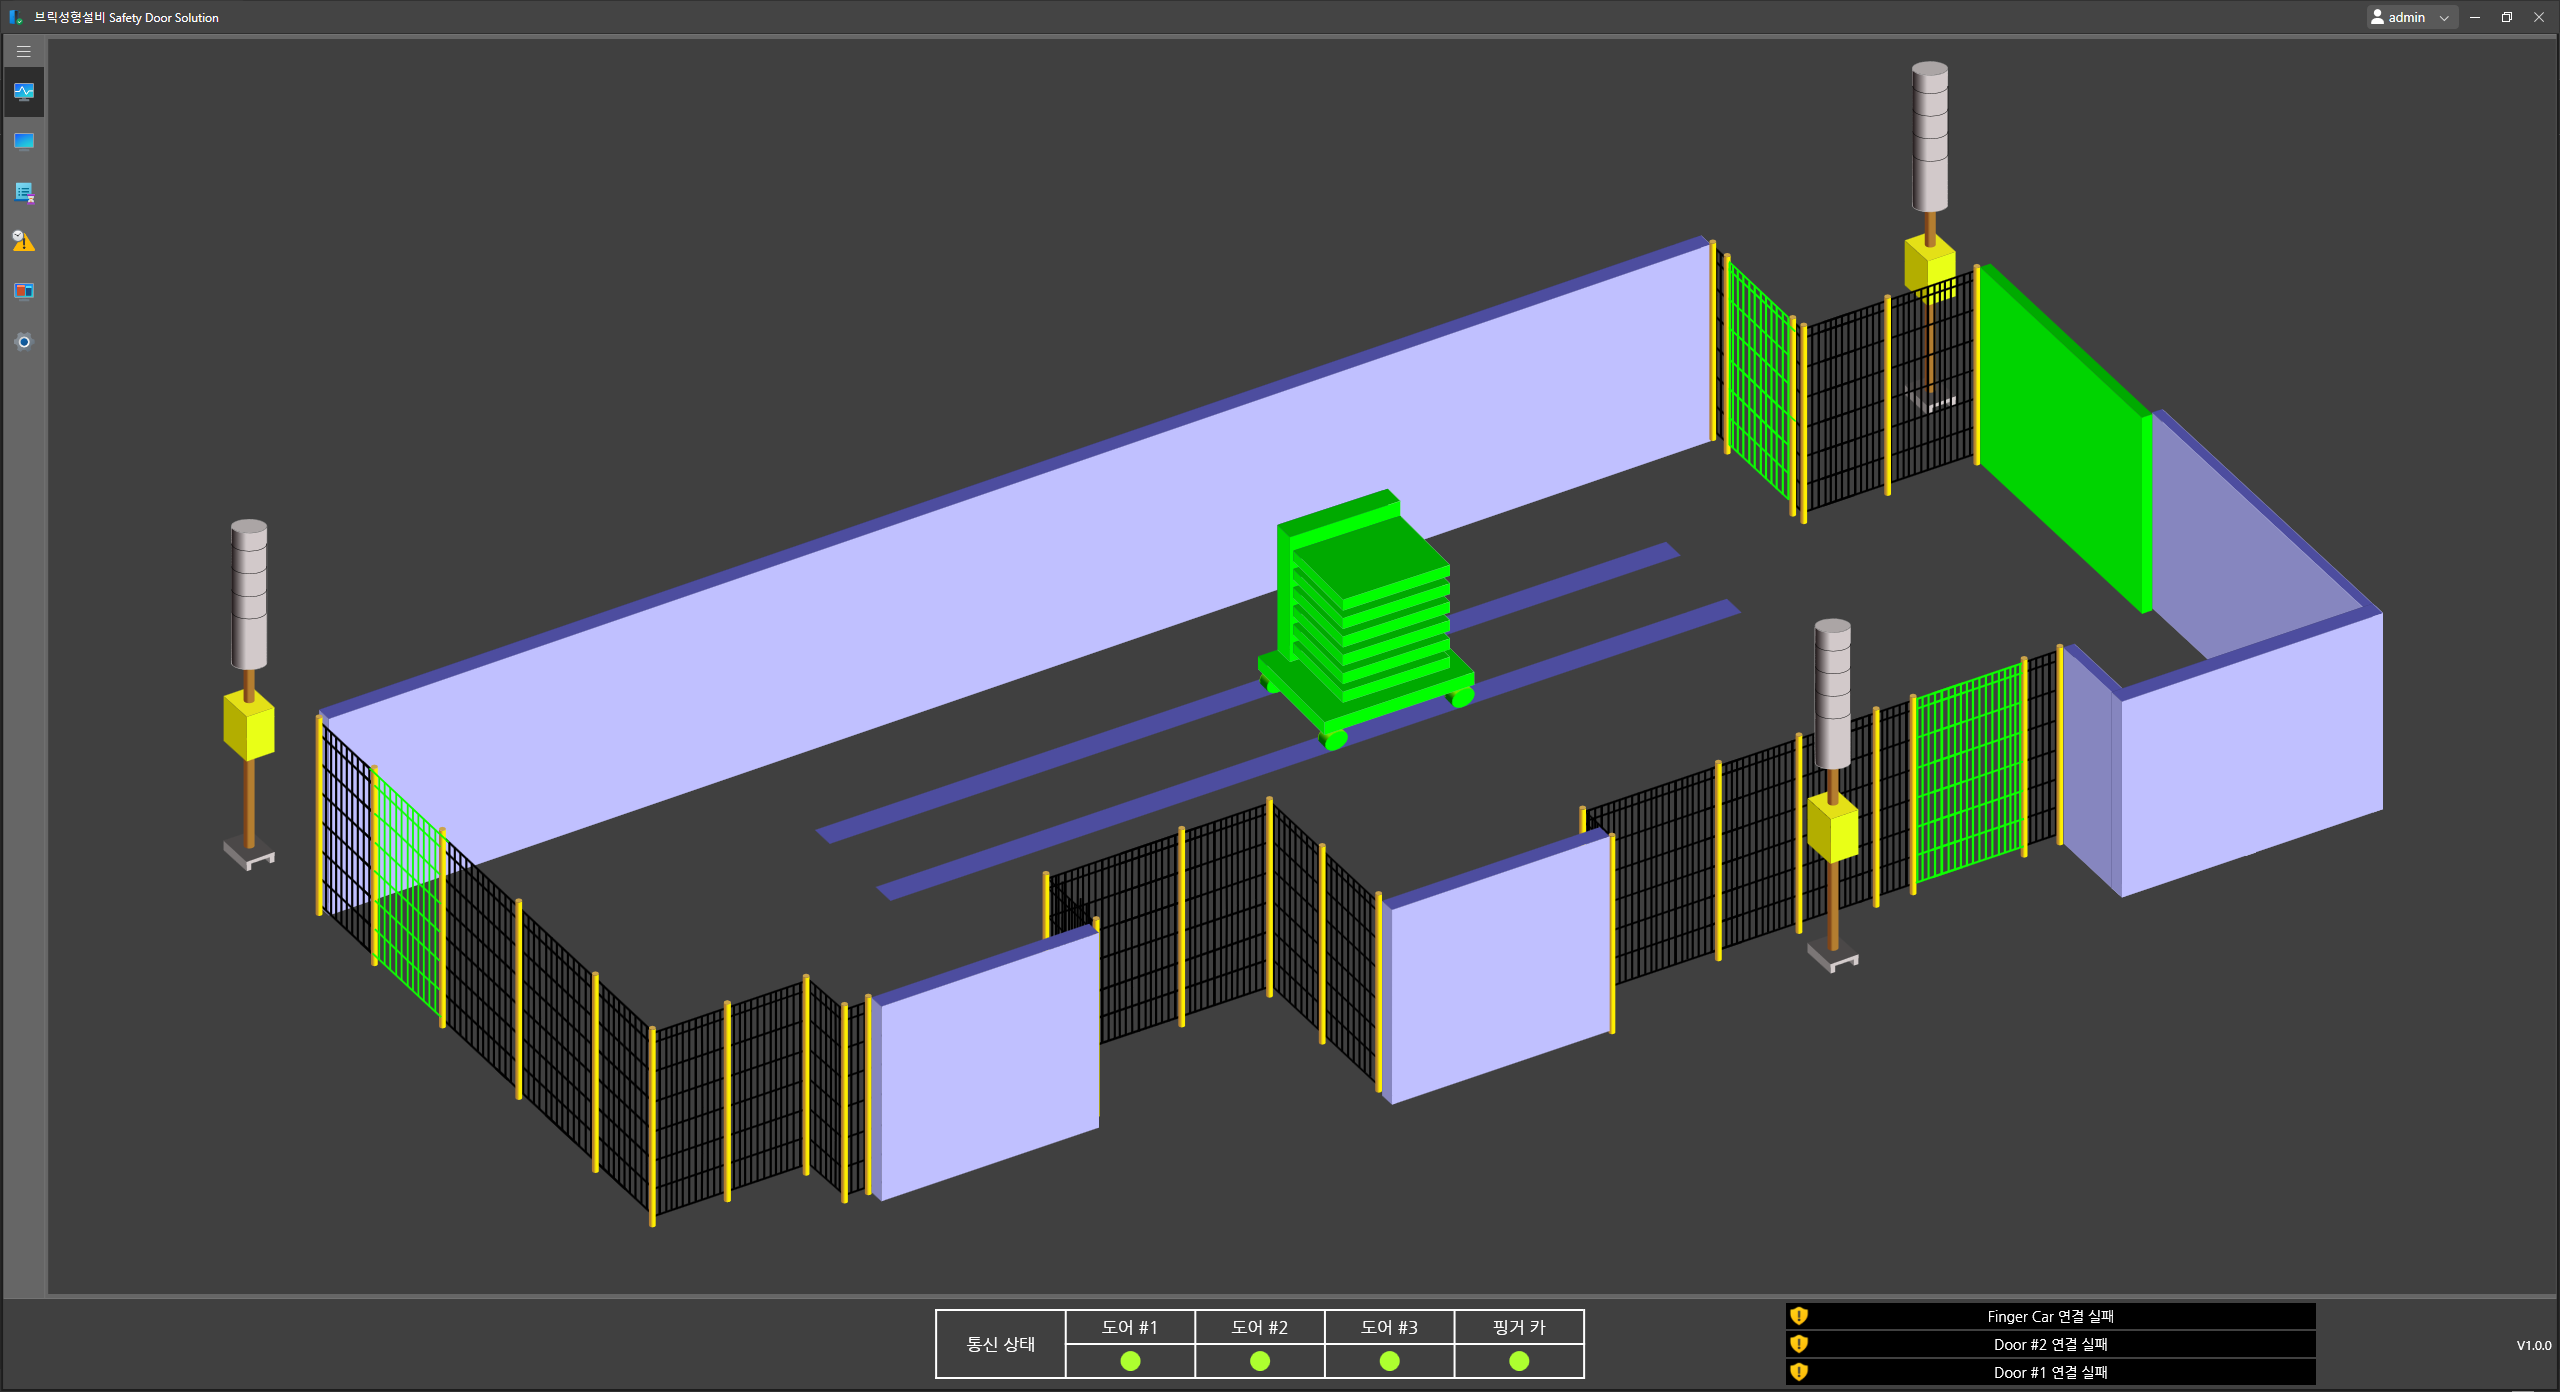 브릭성형설비 Safety Door Solution
admin
통신 상태
도어 #1
도어 #2
도어 #3
핑거 카
Finger Car 연결 실패
Door #2 연결 실패
Door #1 연결 실패
V1.0.0